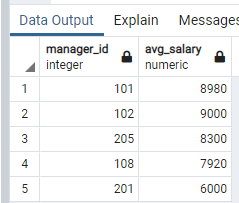 Data Output Explain Messages
manager_id avg_salary
integer numeric
1 101 8980
2 102 9000
3 205 8300
4 108 7920
5 201 6000